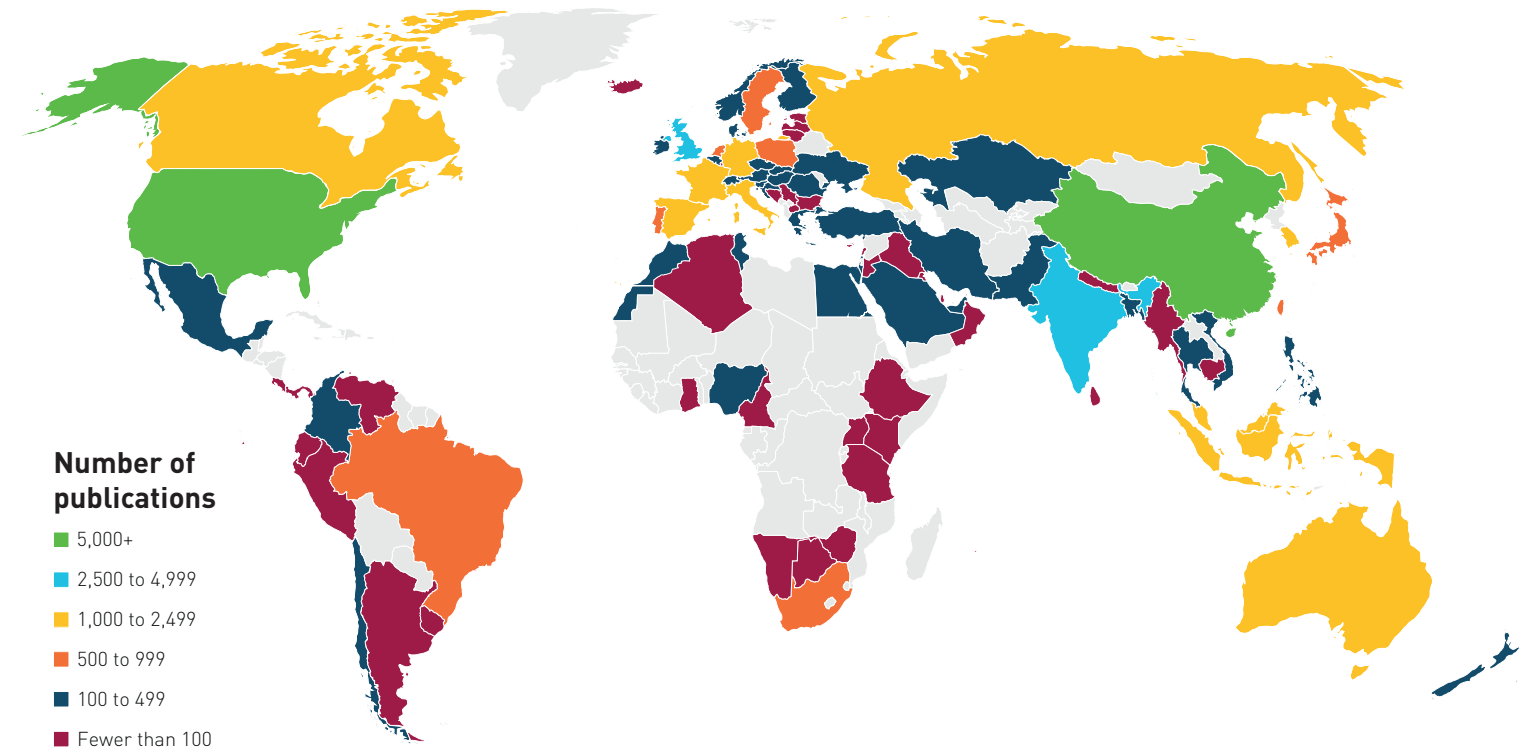 Number of
publications
5,000+
2,500 to 4,999
1,000 to 2,499
500 to 999
100 to 499
Fewer than 100